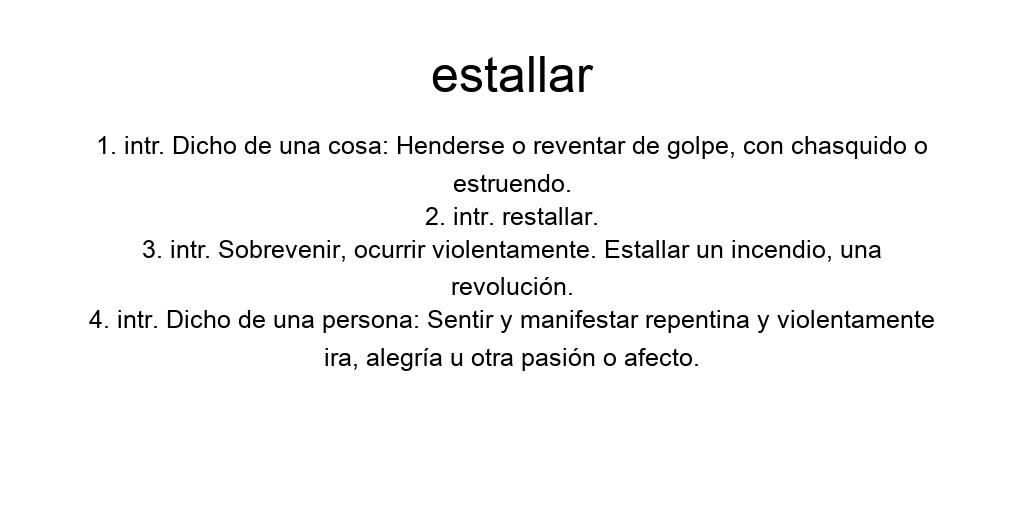 estallar
1. intr. Dicho de una cosa: Henderse o reventar de golpe, con chasquido o
estruendo.
2. intr. restallar.
3. intr. Sobrevenir, ocurrir violentamente. Estallar un incendio, una
revolución.
4. intr. Dicho de una persona: Sentir y manifestar repentina y violentamente
ira, alegría u otra pasión o afecto.